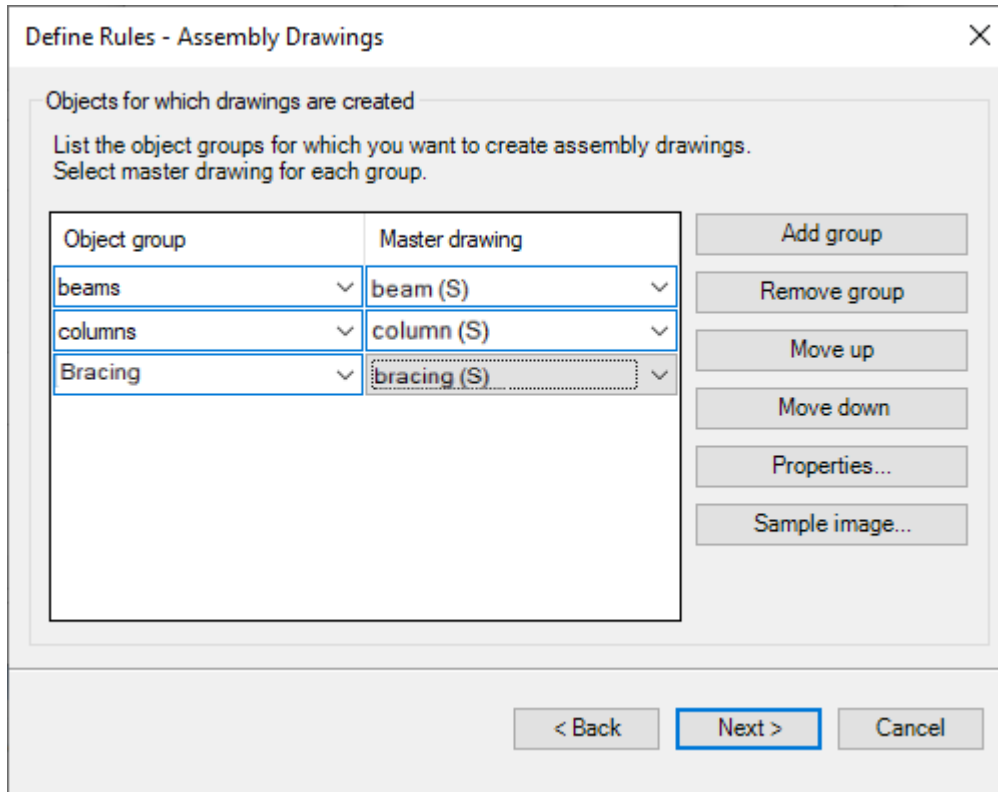 Define Rules - Assembly Drawings
Objects for which drawings are created
List the object groups for which you want to create assembly drawings.
Select master drawing for each group.
Object group Master drawing
beams beam (S)
columns column (S)
Bracing bracing (S)
Add group
Remove group
Move up
Move down
Properties...
Sample image...
< Back Next > Cancel